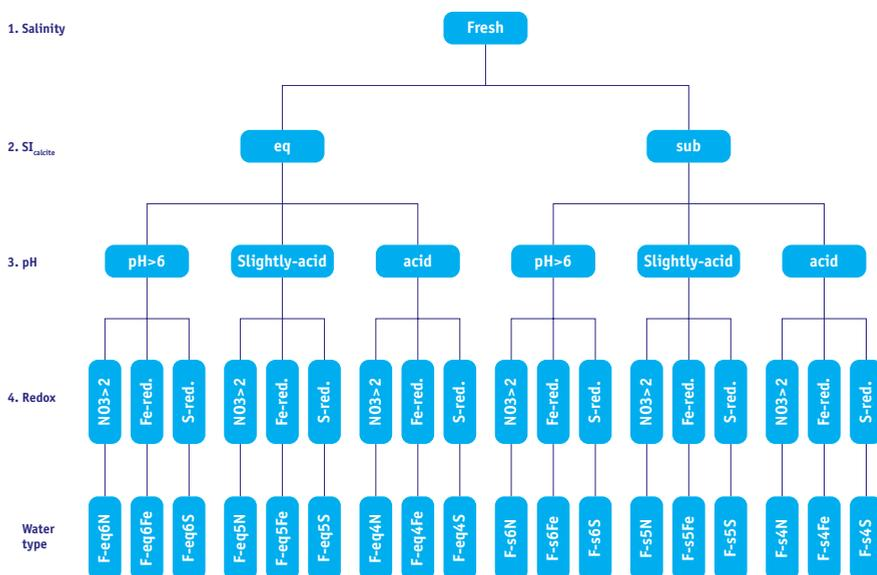 1. Salinity
Fresh
2. SIcalcite
eq
sub
3. pH
pH>6
Slightly-acid
acid
pH>6
Slightly-acid
acid
4. Redox
NO3>2
Fe-red.
S-red.
NO3>2
Fe-red.
S-red.
NO3>2
Fe-red.
S-red.
NO3>2
Fe-red.
S-red.
NO3>2
Fe-red.
S-red.
NO3>2
Fe-red.
S-red.
Water
type
F-eq6N
F-eq6Fe
F-eq6S
F-eq5N
F-eq5Fe
F-eq5S
F-eq4N
F-eq4Fe
F-eq4S
F-s6N
F-s6Fe
F-s6S
F-s5N
F-s5Fe
F-s5S
F-s4N
F-s4Fe
F-s4S